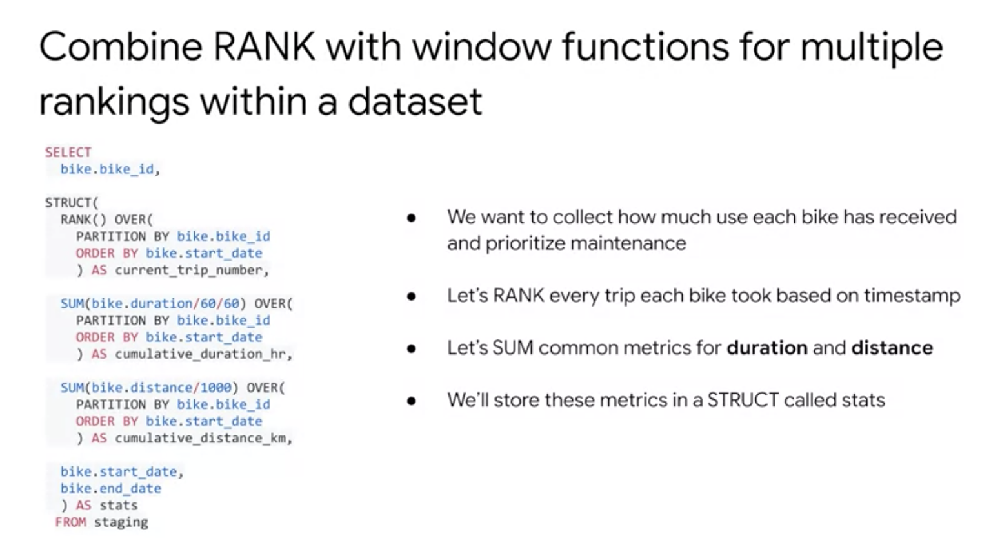 Combine RANK with window functions for multiple
rankings within a dataset
SELECT
bike.bike_id,
STRUCT(
RANK() OVER(
PARTITION BY bike.bike_id
ORDER BY bike.start_date
) AS current_trip_number,
SUM(bike.duration/60/60) OVER(
PARTITION BY bike.bike_id
ORDER BY bike.start_date
) AS cumulative_duration_hr,
SUM(bike.distance/1000) OVER(
PARTITION BY bike.bike_id
ORDER BY bike.start_date
) AS cumulative_distance_km,
bike.start_date,
bike.end_date
) AS stats
FROM staging
● We want to collect how much use each bike has received
and prioritize maintenance
● Let’s RANK every trip each bike took based on timestamp
● Let’s SUM common metrics for duration and distance
● We’ll store these metrics in a STRUCT called stats